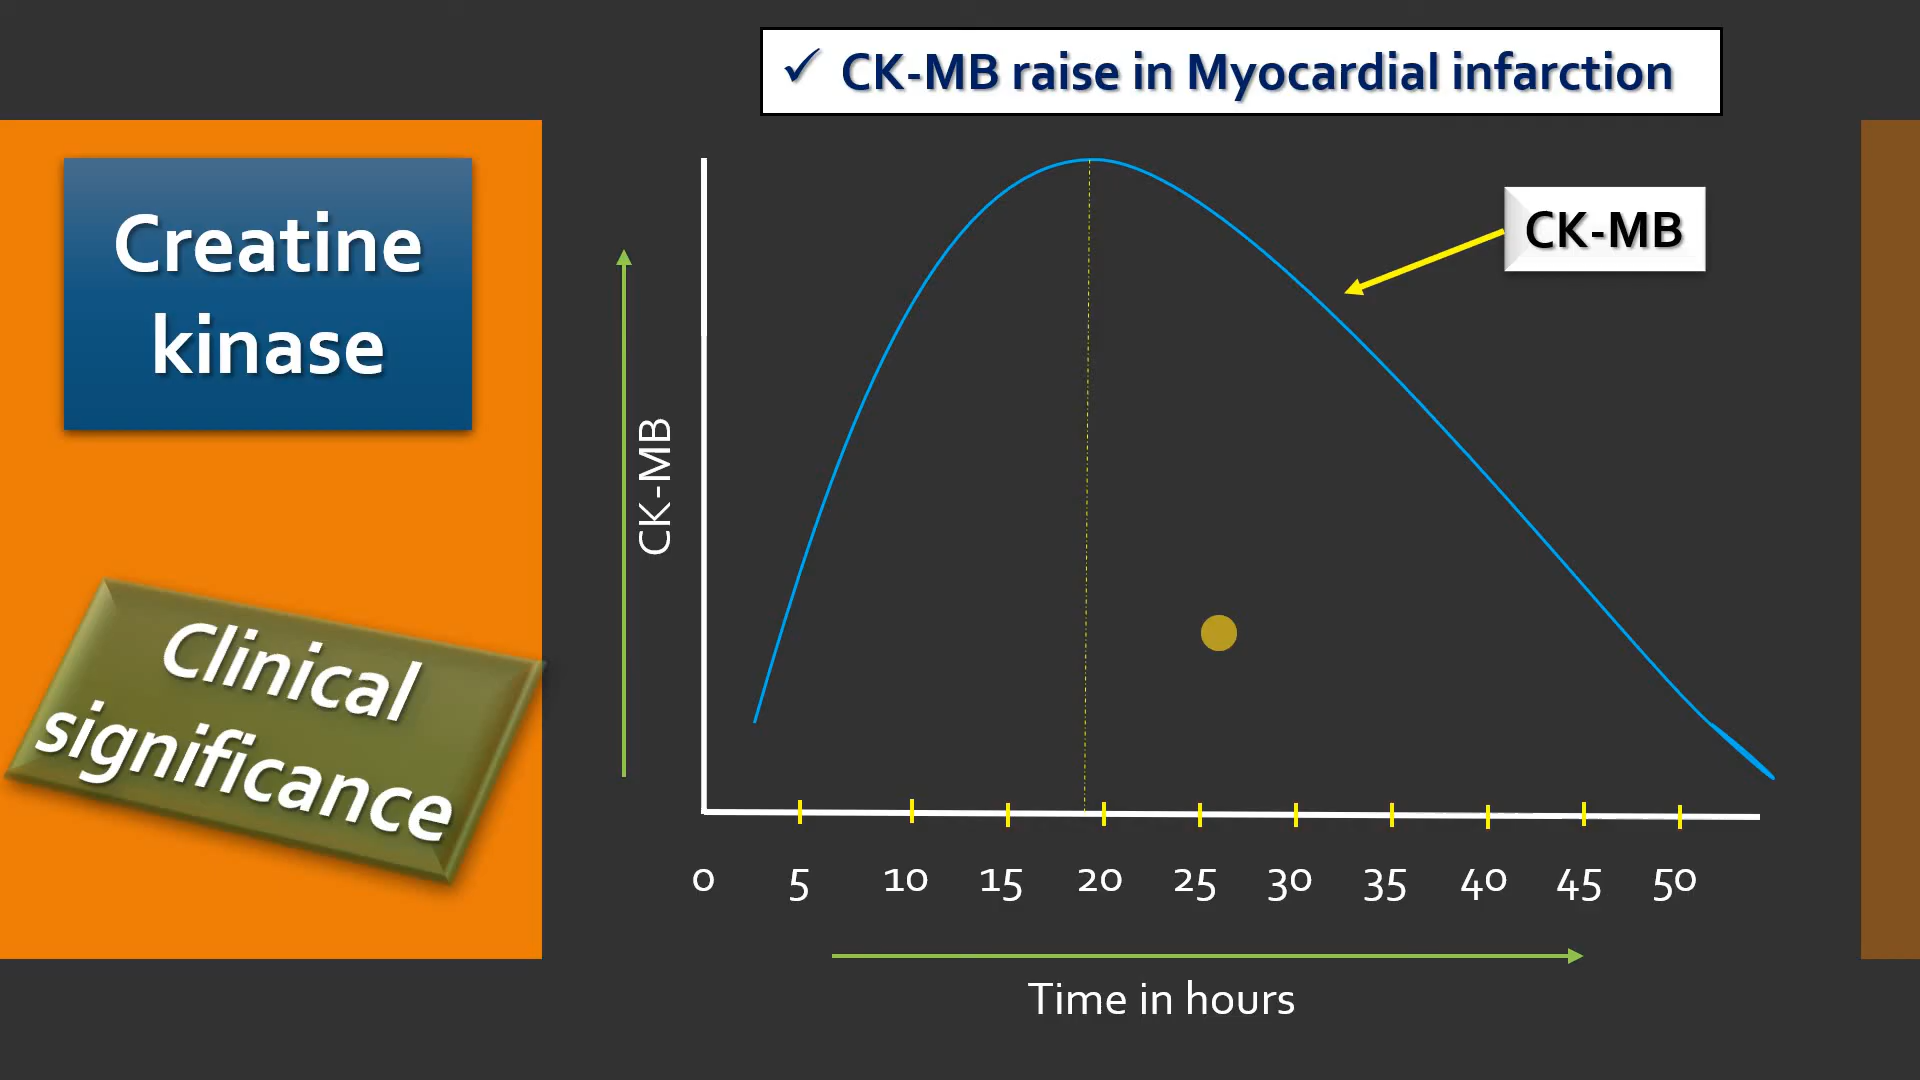 ✓ CK-MB raise in Myocardial infarction
Creatine
kinase
Clinical
significance
CK-MB
CK-MB
0 5 10 15 20 25 30 35 40 45 50
Time in hours